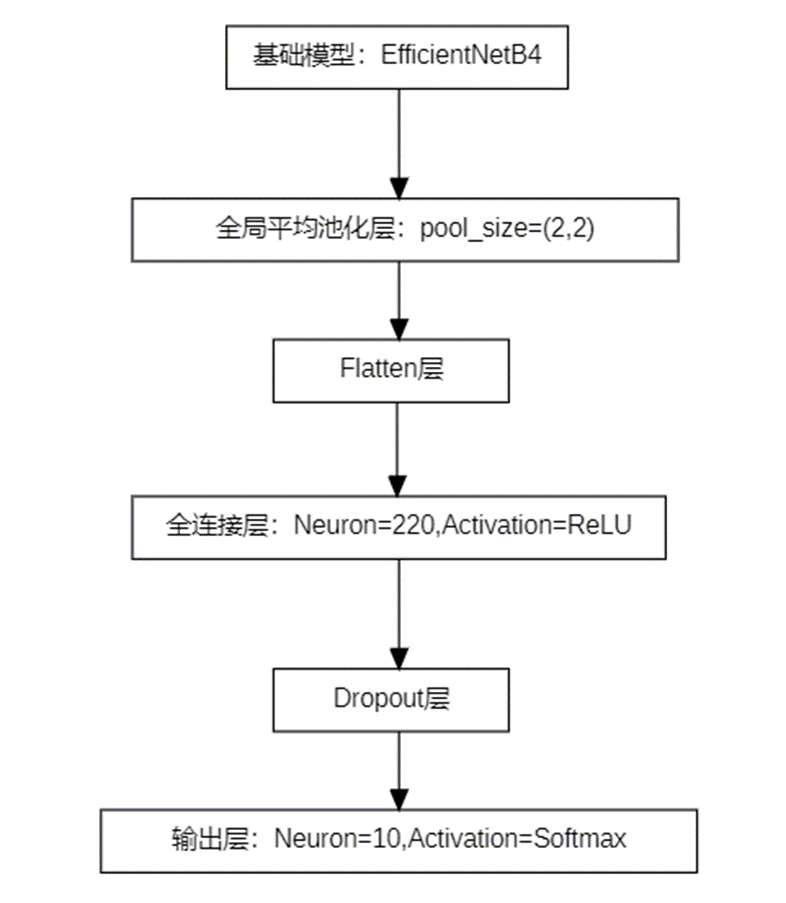 基础模型：EfficientNetB4
全局平均池化层：pool_size=(2,2)
Flatten层
全连接层：Neuron=220,Activation=ReLU
Dropout层
输出层：Neuron=10,Activation=Softmax